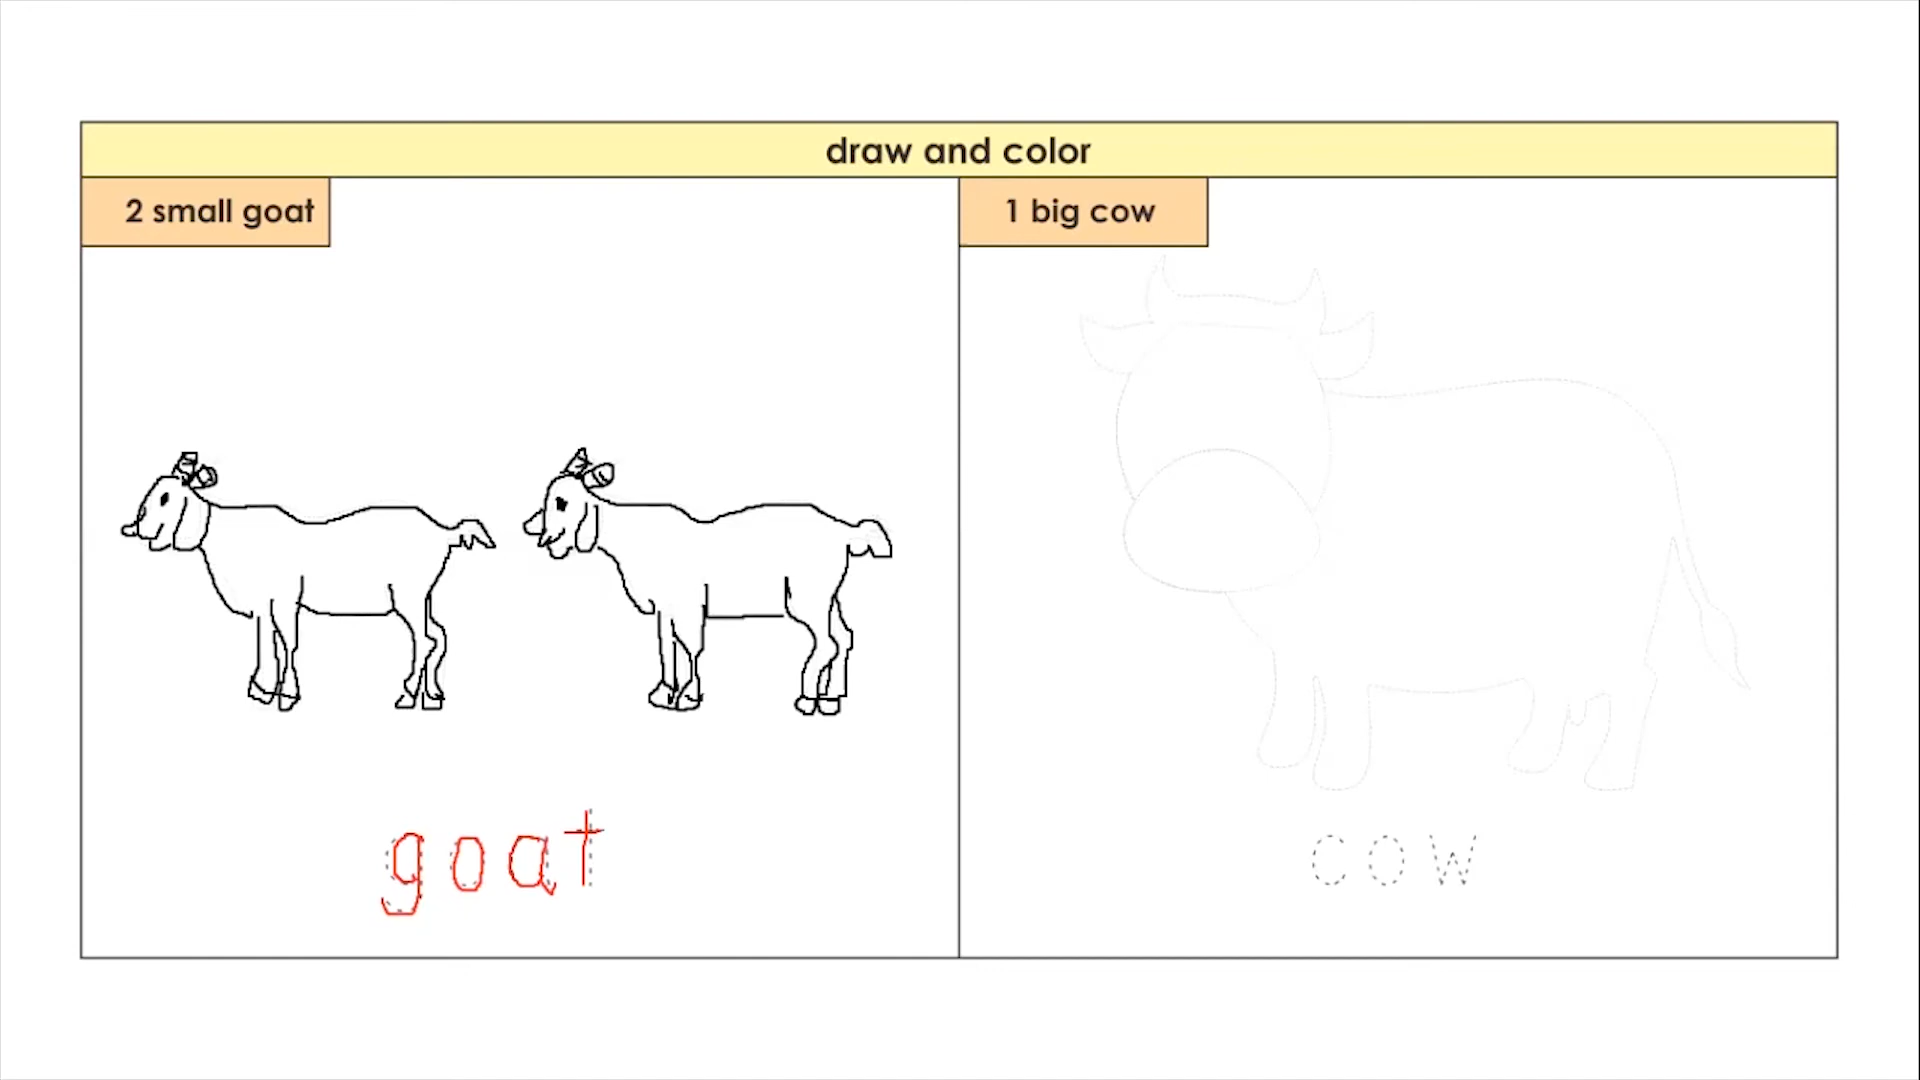 draw and color
2 small goat
1 big cow
goat
cow